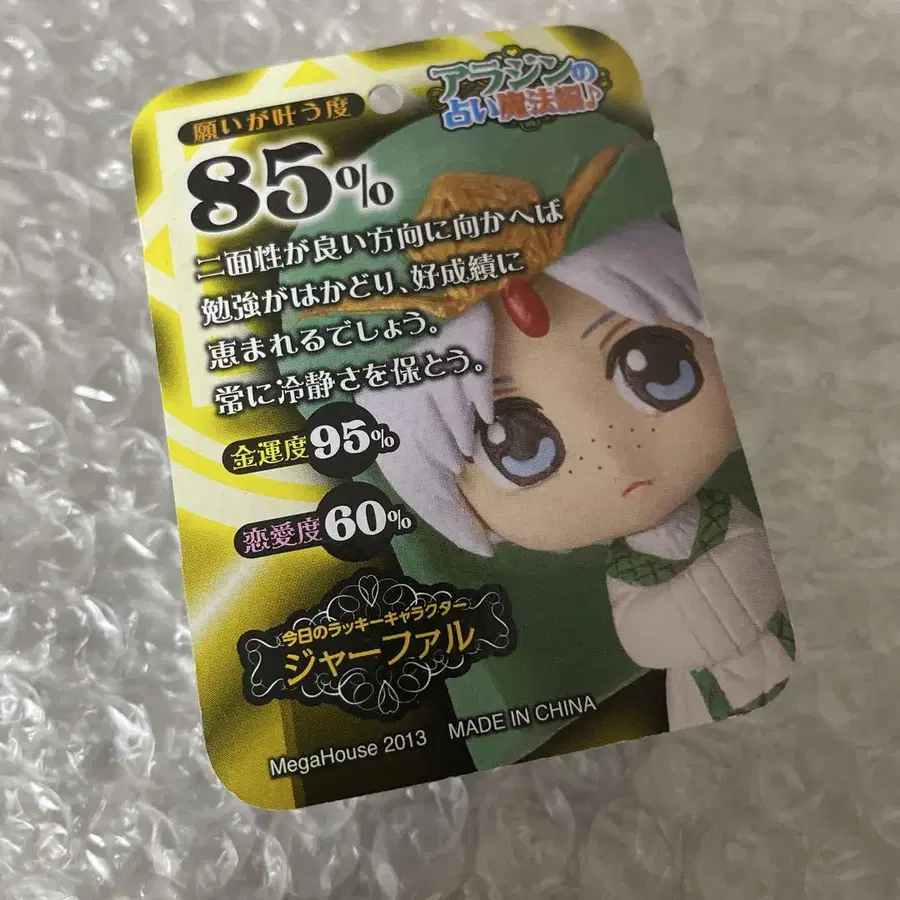 アラジンの
占い魔法編♪
願いが叶う度
85%
二面性が良い方向に向かへば
勉強がはかどり、好成績に
恵まれるでしょう。
常に冷静さを保とう。
金運度95%
恋愛度60%
今日のラッキーキャラクター
ジャーファル
MegaHouse 2013 MADE IN CHINA